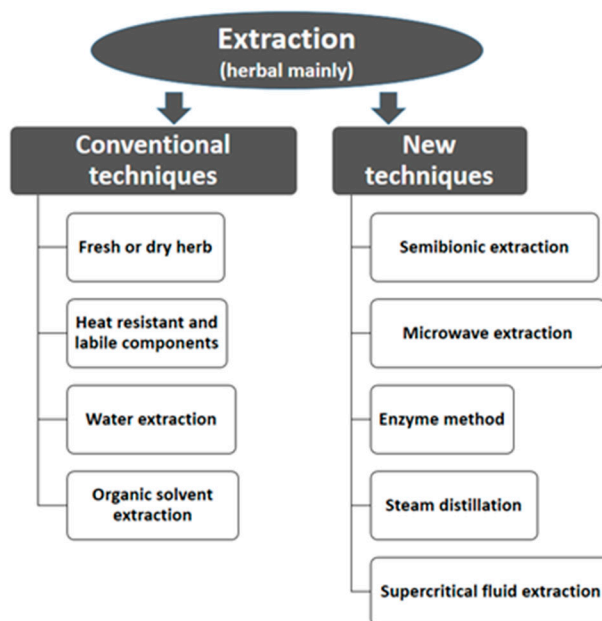 Extraction
(herbal mainly)
Conventional
techniques
Fresh or dry herb
Heat resistant and
labile components
Water extraction
Organic solvent
extraction
New
techniques
Semibionic extraction
Microwave extraction
Enzyme method
Steam distillation
Supercritical fluid extraction